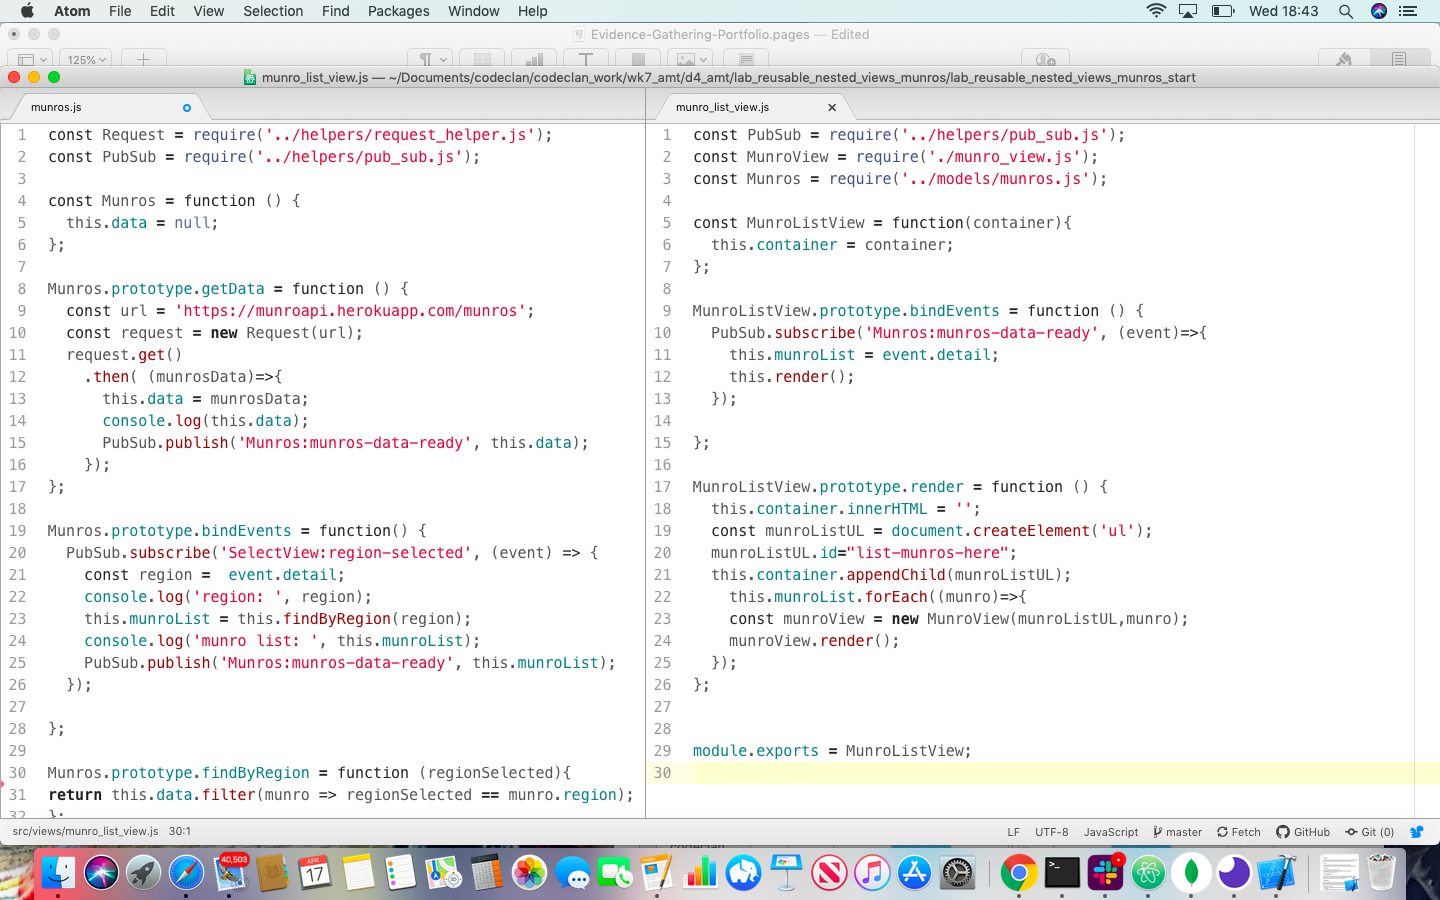 Atom File Edit View Selection Find Packages Window Help Wed 18:43
Evidence-Gathering-Portfolio.pages — Edited
125%
munro_list_view.js — ~/Documents/codeclan/codeclan_work/wk7_amt/d4_amt/lab_reusable_nested_views_munros/lab_reusable_nested_views_munros_start
munros.js
1 const Request = require('../helpers/request_helper.js');
2 const PubSub = require('../helpers/pub_sub.js');
3
4 const Munros = function () {
5   this.data = null;
6 };
7
8 Munros.prototype.getData = function () {
9   const url = 'https://munroapi.herokuapp.com/munros';
10   const request = new Request(url);
11   request.get()
12     .then( (munrosData)=>{
13       this.data = munrosData;
14       console.log(this.data);
15       PubSub.publish('Munros:munros-data-ready', this.data);
16     });
17 };
18
19 Munros.prototype.bindEvents = function() {
20   PubSub.subscribe('SelectView:region-selected', (event) => {
21     const region =  event.detail;
22     console.log('region: ', region);
23     this.munroList = this.findByRegion(region);
24     console.log('munro list: ', this.munroList);
25     PubSub.publish('Munros:munros-data-ready', this.munroList);
26   });
27
28 };
29
30 Munros.prototype.findByRegion = function (regionSelected){
31 return this.data.filter(munro => regionSelected == munro.region);
32 };
munro_list_view.js
1 const PubSub = require('../helpers/pub_sub.js');
2 const MunroView = require('./munro_view.js');
3 const Munros = require('../models/munros.js');
4
5 const MunroListView = function(container){
6   this.container = container;
7 };
8
9 MunroListView.prototype.bindEvents = function () {
10   PubSub.subscribe('Munros:munros-data-ready', (event)=>{
11     this.munroList = event.detail;
12     this.render();
13   });
14
15 };
16
17 MunroListView.prototype.render = function () {
18   this.container.innerHTML = '';
19   const munroListUL = document.createElement('ul');
20   munroListUL.id="list-munros-here";
21   this.container.appendChild(munroListUL);
22     this.munroList.forEach((munro)=>{
23     const munroView = new MunroView(munroListUL,munro);
24     munroView.render();
25   });
26 };
27
28
29 module.exports = MunroListView;
30
src/views/munro_list_view.js 30:1 LF UTF-8 JavaScript master Fetch GitHub Git (0)
40,503
APR
17